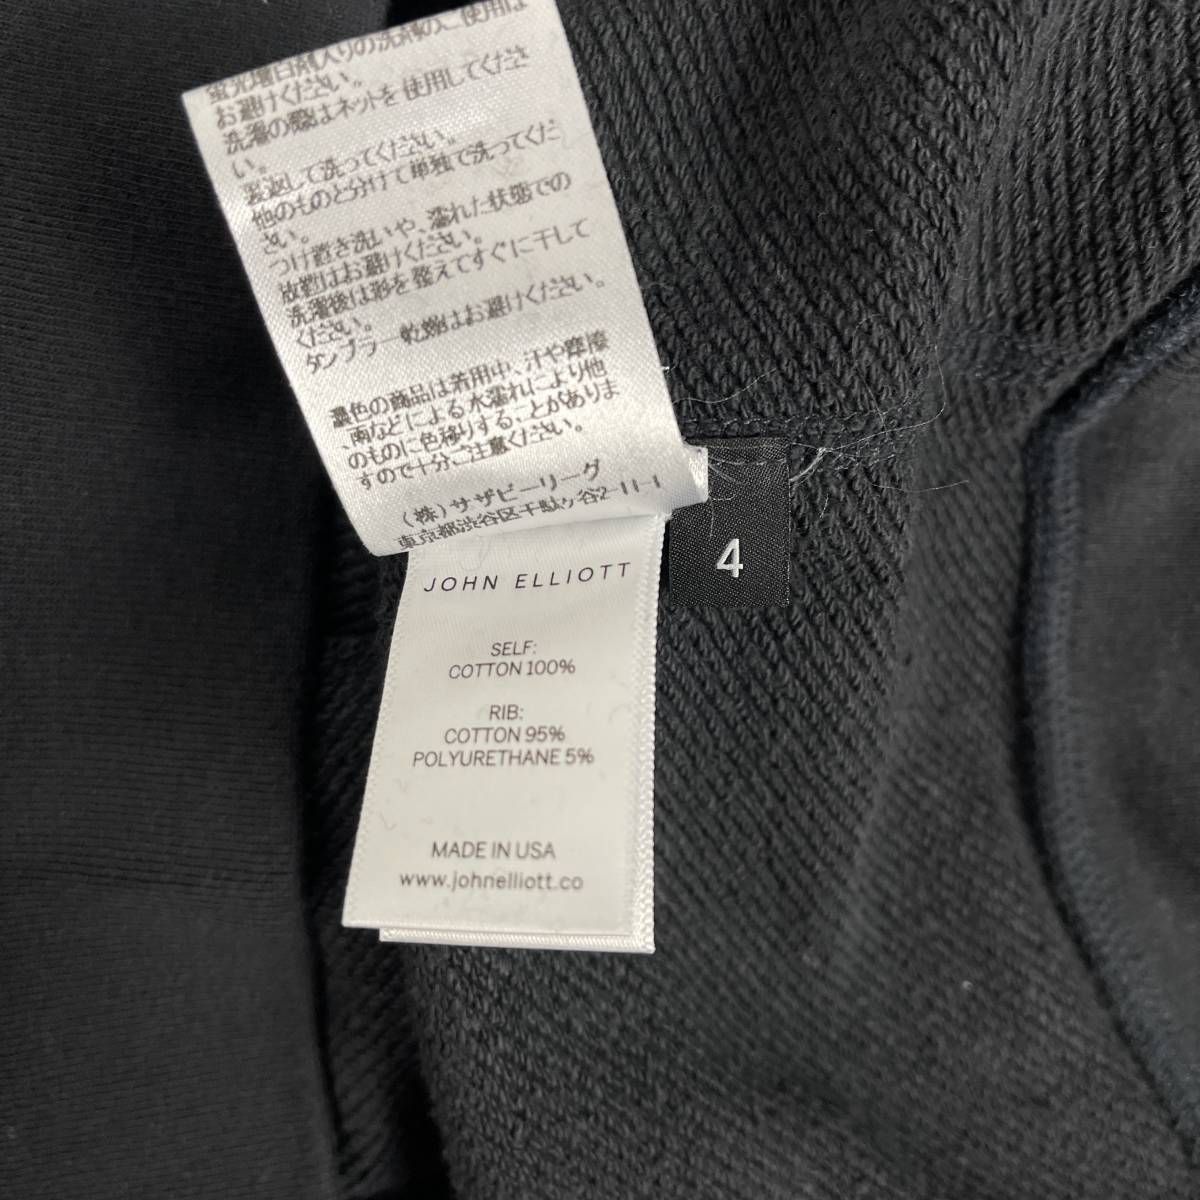 蛍光増白剤入りの洗剤のご使用は
お避けください。
洗濯の際はネットを使用してくださ
い。
裏返して洗ってください。
他のものと分けて単独で洗ってくだ
さい。
つけ置き洗いや、濡れた状態での
放置はお避けください。
洗濯後は形を整えてすぐに干して
ください。
タンブラー乾燥はお避けください。
濃色の商品は着用中、汗や摩擦
、雨などによる水濡れにより他
のものに色移りすることがありま
すので十分ご注意ください。
(株)サザビーリーグ
東京都渋谷区千駄ヶ谷2-11-1
4
JOHN ELLIOTT
SELF:
COTTON 100%
RIB:
COTTON 95%
POLYURETHANE 5%
MADE IN USA
www.johnelliott.co